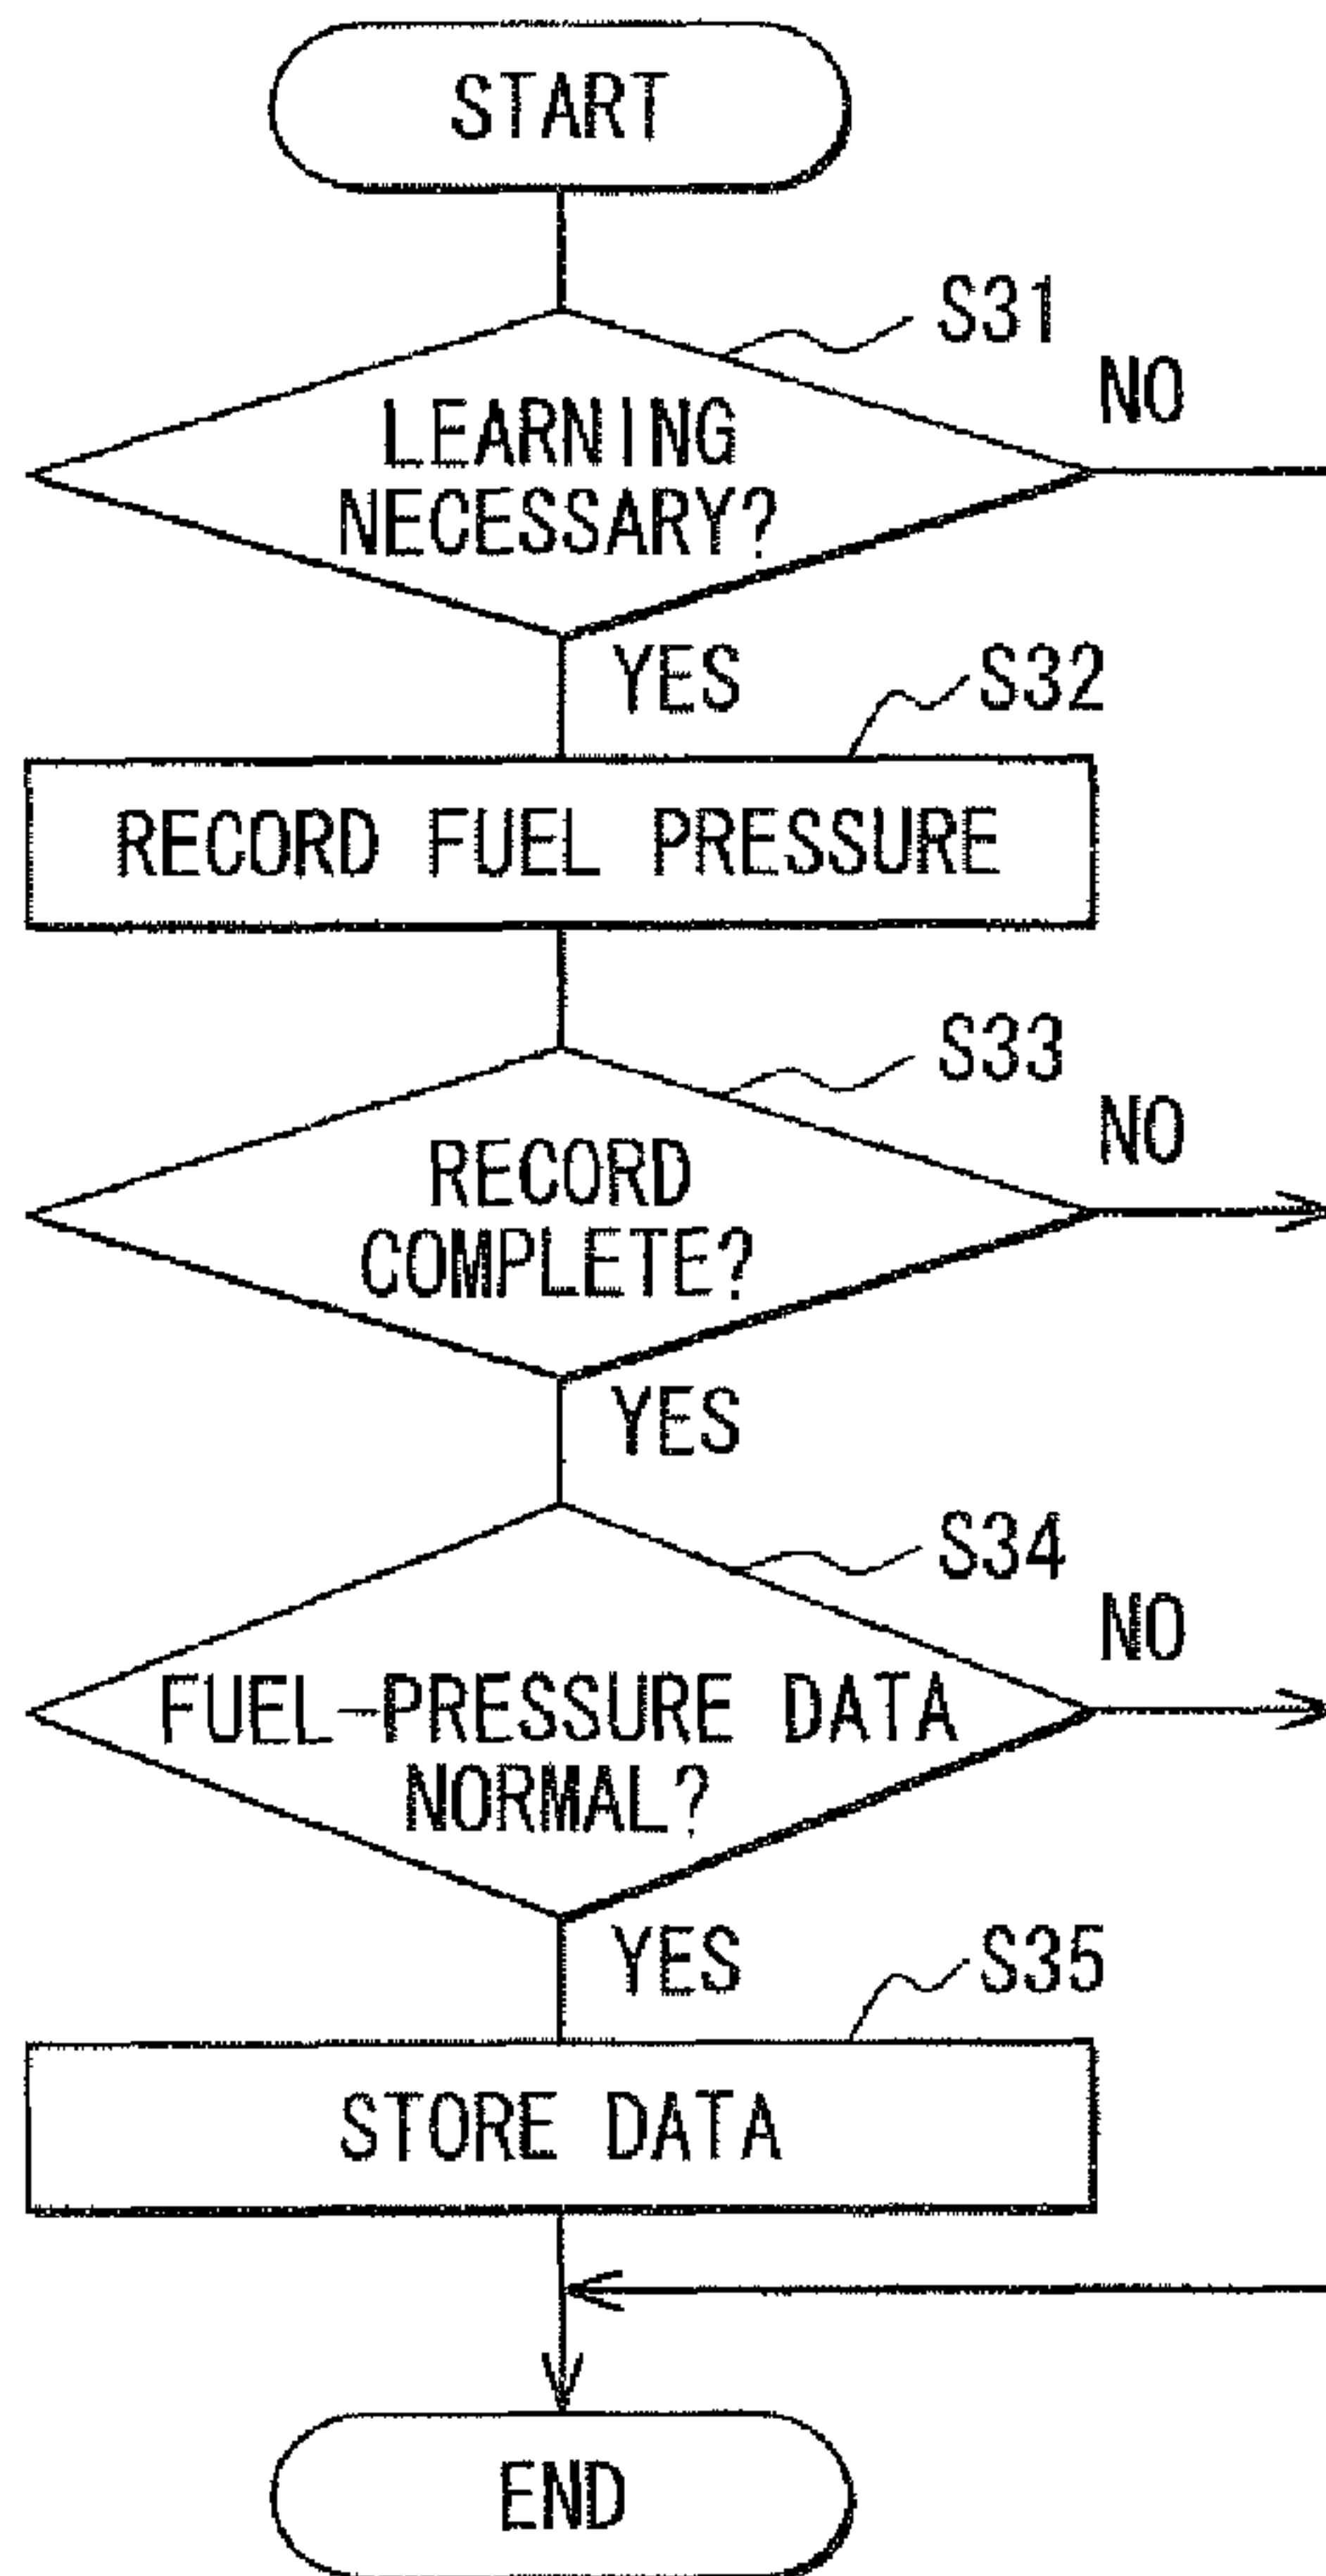 START
S31
NO
LEARNING
NECESSARY?
YES
S32
RECORD FUEL PRESSURE
S33
NO
RECORD
COMPLETE?
YES
S34
NO
FUEL-PRESSURE DATA
NORMAL?
YES
S35
STORE DATA
END